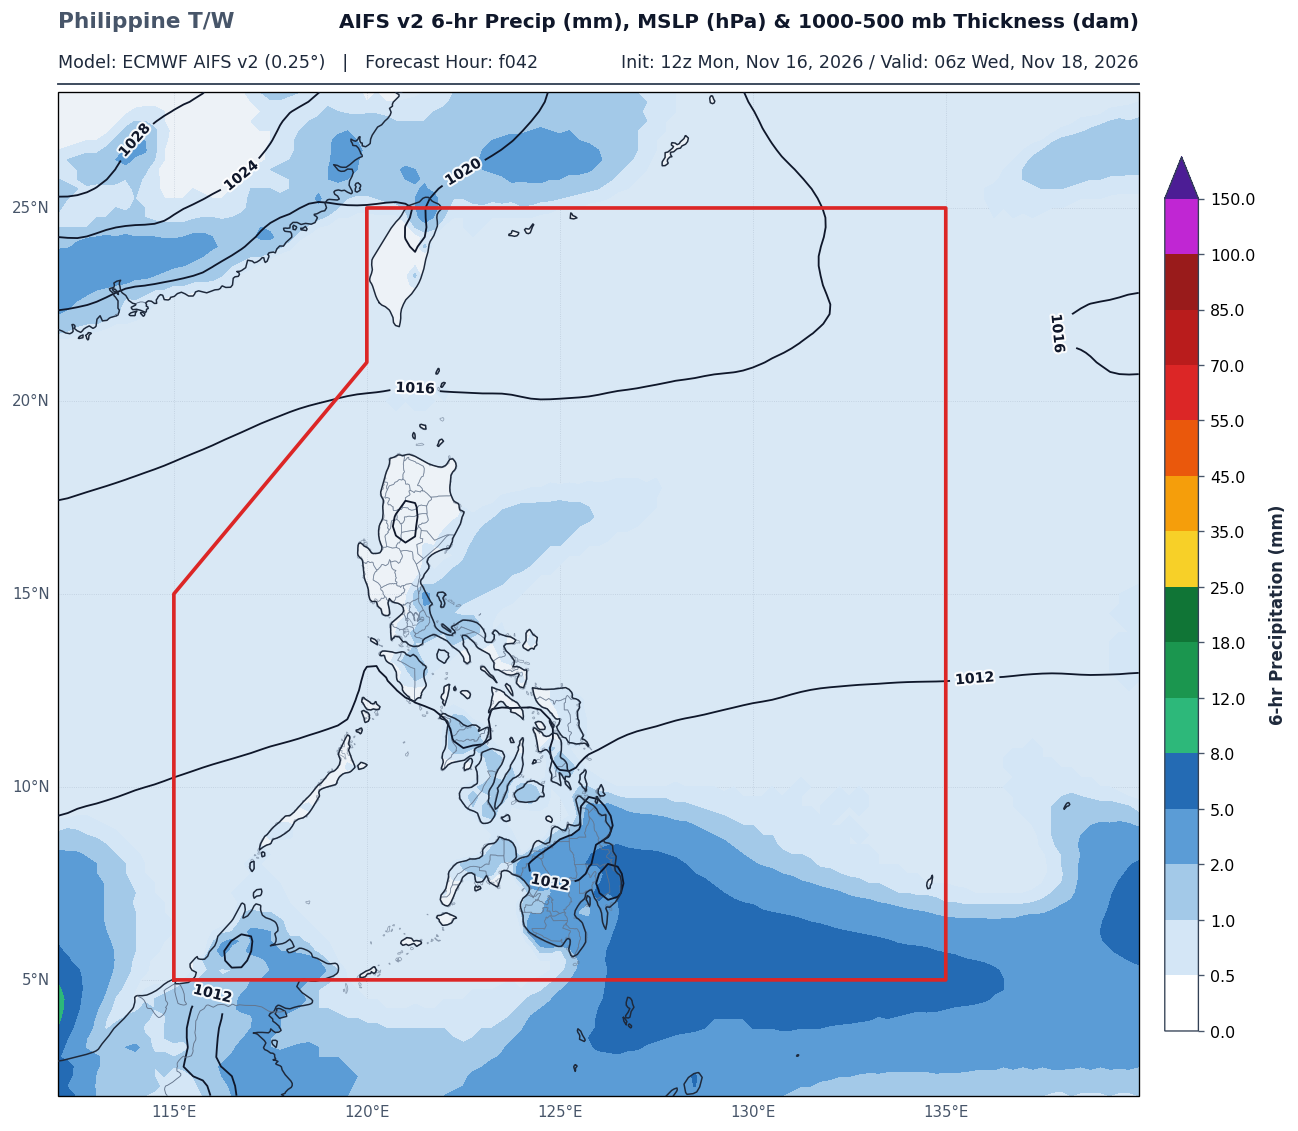 Philippine T/W
AIFS v2 6-hr Precip (mm), MSLP (hPa) & 1000-500 mb Thickness (dam)
Model: ECMWF AIFS v2 (0.25°) | Forecast Hour: f042
Init: 12z Mon, Nov 16, 2026 / Valid: 06z Wed, Nov 18, 2026
1028
1024
1020
1016
1016
1012
1012
1012
25°N
20°N
15°N
10°N
5°N
115°E
120°E
125°E
130°E
135°E
150.0
100.0
85.0
70.0
55.0
45.0
35.0
25.0
18.0
12.0
8.0
5.0
2.0
1.0
0.5
0.0
6-hr Precipitation (mm)